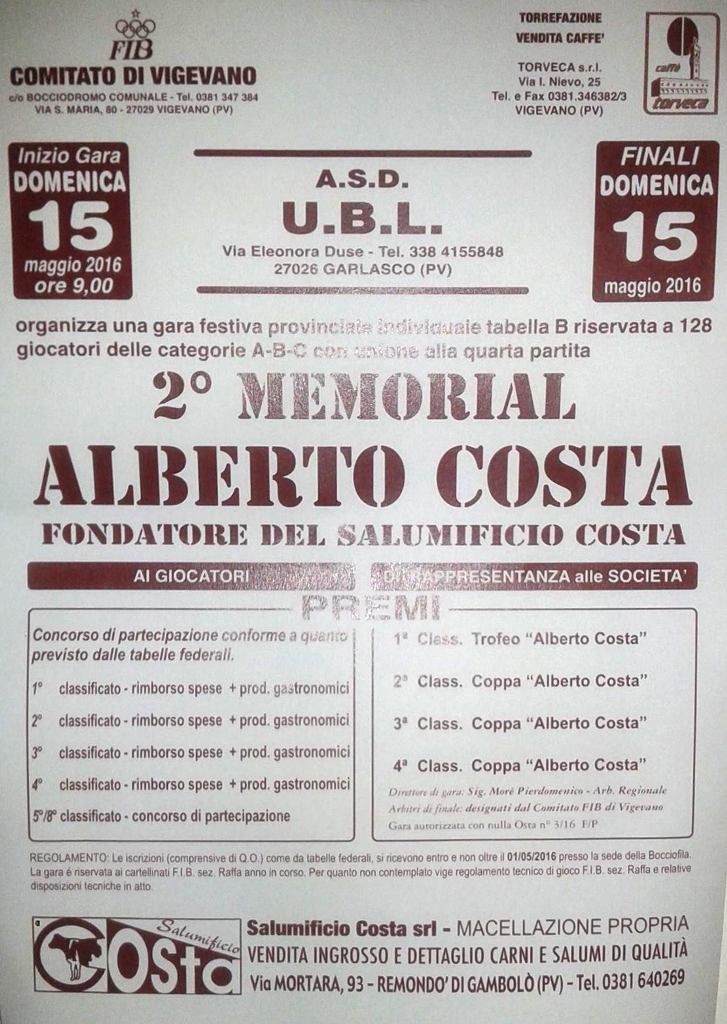 FIB
COMITATO DI VIGEVANO
c/o BOCCIODROMO COMUNALE - Tel. 0381 347 384
VIA S. MARIA, 80 - 27029 VIGEVANO (PV)
TORREFAZIONE
VENDITA CAFFE'
TORVECA s.r.l.
Via I. Nievo, 25
Tel. e Fax 0381.346382/3
VIGEVANO (PV)
caffè
torveca
Inizio Gara
DOMENICA
15
maggio 2016
ore 9,00
A.S.D.
U.B.L.
Via Eleonora Duse - Tel. 338 4155848
27026 GARLASCO (PV)
FINALI
DOMENICA
15
maggio 2016
organizza una gara festiva provinciale individuale tabella B riservata a 128
giocatori delle categorie A-B-C con unione alla quarta partita
2° MEMORIAL
ALBERTO COSTA
FONDATORE DEL SALUMIFICIO COSTA
AI GIOCATORI
DI RAPPRESENTANZA alle SOCIETA'
PREMI
Concorso di partecipazione conforme a quanto
previsto dalle tabelle federali.
1° classificato - rimborso spese + prod. gastronomici
2° classificato - rimborso spese + prod. gastronomici
3° classificato - rimborso spese + prod. gastronomici
4° classificato - rimborso spese + prod. gastronomici
5°/8° classificato - concorso di partecipazione
1ª Class. Trofeo "Alberto Costa"
2ª Class. Coppa "Alberto Costa"
3ª Class. Coppa "Alberto Costa"
4ª Class. Coppa "Alberto Costa"
Direttore di gara: Sig. Morè Pierdomenico - Arb. Regionale
Arbitri di finale: designati dal Comitato FIB di Vigevano
Gara autorizzata con nulla Osta n° 3/16 F/P
REGOLAMENTO: Le iscrizioni (comprensive di Q.O.) come da tabelle federali, si ricevono entro e non oltre il 01/05/2016 presso la sede della Bocciofila.
La gara é riservata ai cartellinati F.I.B. sez. Raffa anno in corso. Per quanto non contemplato vige regolamento tecnico di gioco F.I.B. sez. Raffa e relative
disposizioni tecniche in atto.
Salumificio
Costa
Salumificio Costa srl - MACELLAZIONE PROPRIA
VENDITA INGROSSO E DETTAGLIO CARNI E SALUMI DI QUALITÀ
Via MORTARA, 93 - REMONDO' DI GAMBOLÒ (PV) - Tel. 0381 640269